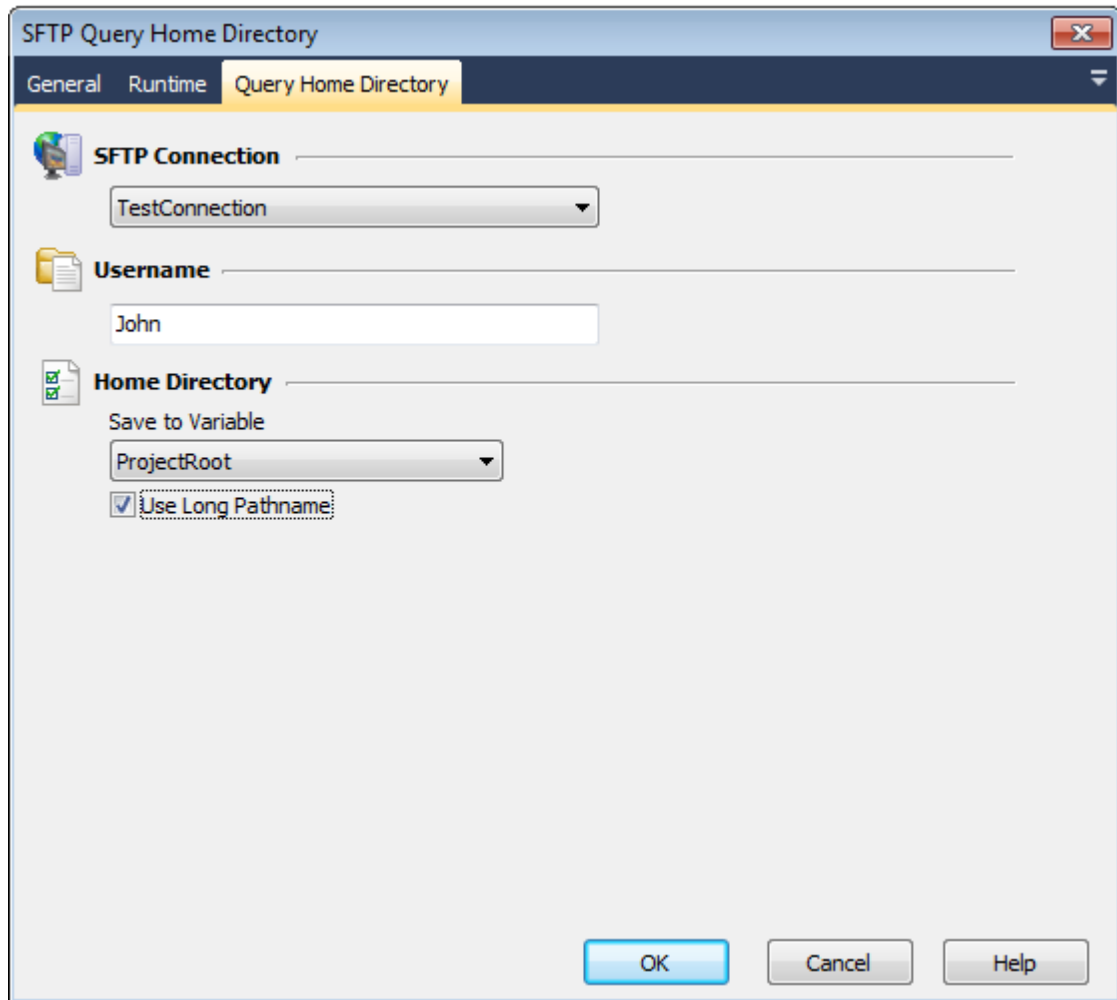 SFTP Query Home Directory
General Runtime Query Home Directory
SFTP Connection
TestConnection
Username
John
Home Directory
Save to Variable
ProjectRoot
Use Long Pathname
OK Cancel Help